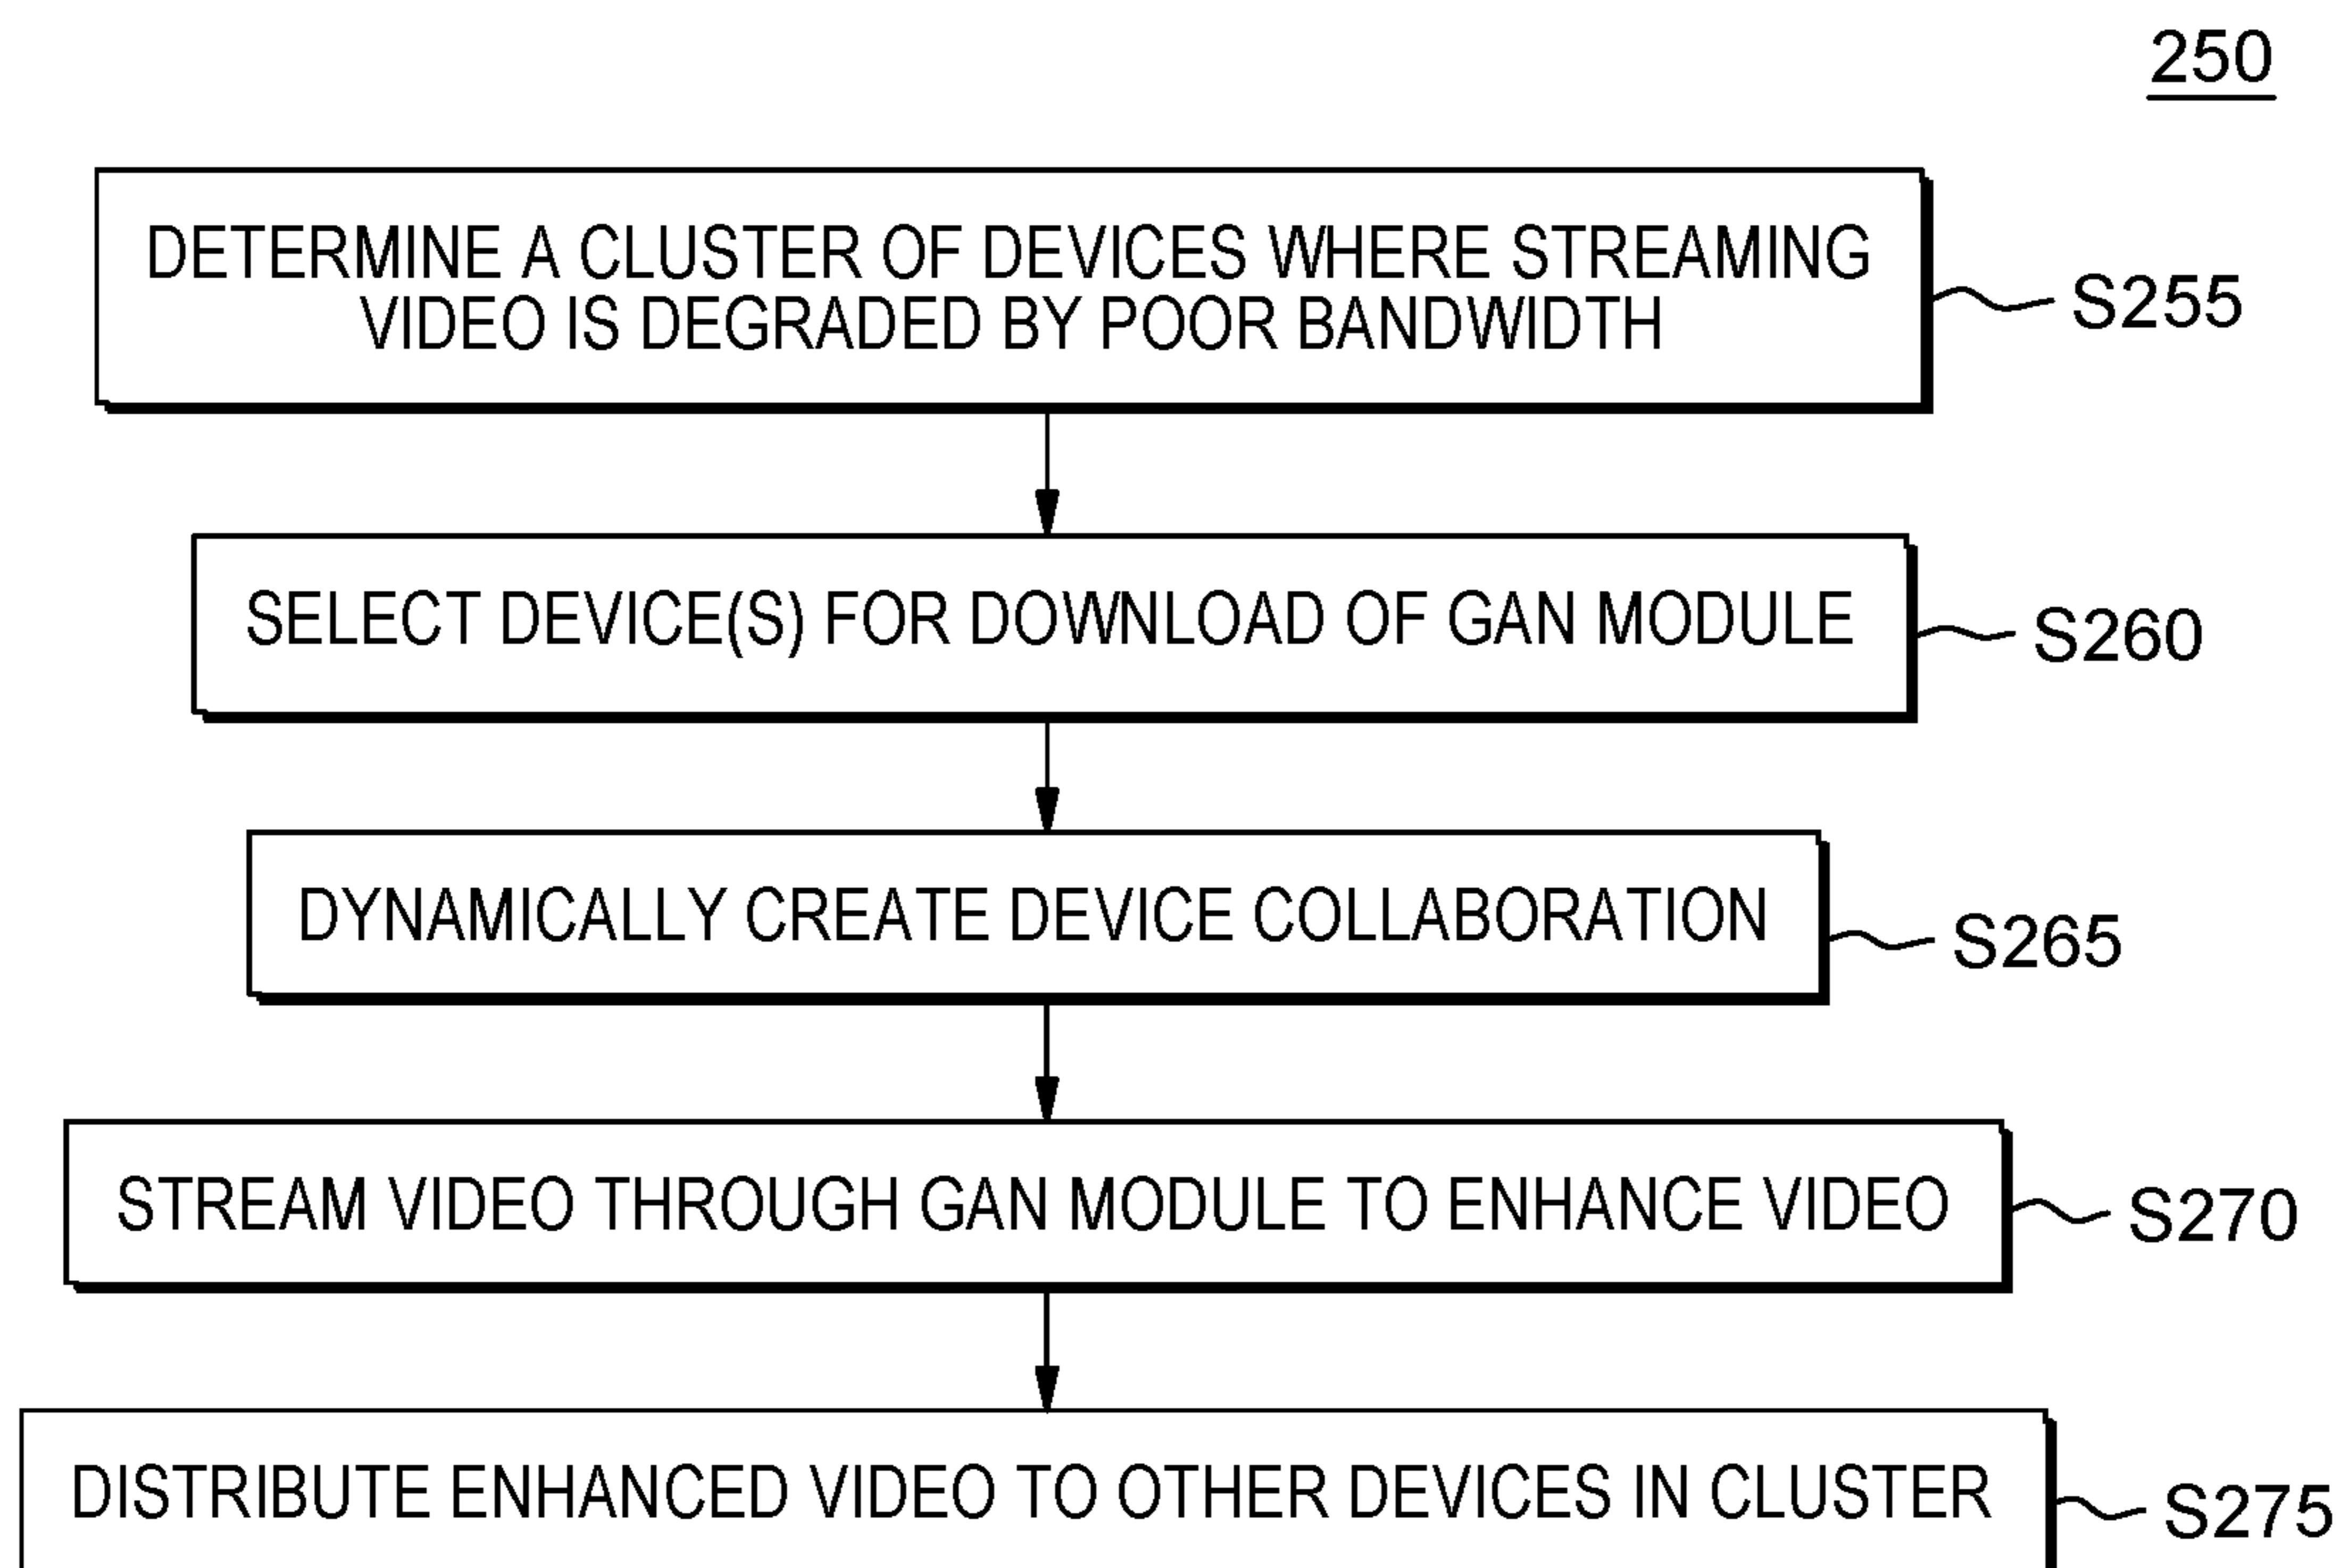 250
DETERMINE A CLUSTER OF DEVICES WHERE STREAMING
VIDEO IS DEGRADED BY POOR BANDWIDTH
S255
SELECT DEVICE(S) FOR DOWNLOAD OF GAN MODULE
S260
DYNAMICALLY CREATE DEVICE COLLABORATION
S265
STREAM VIDEO THROUGH GAN MODULE TO ENHANCE VIDEO
S270
DISTRIBUTE ENHANCED VIDEO TO OTHER DEVICES IN CLUSTER
S275